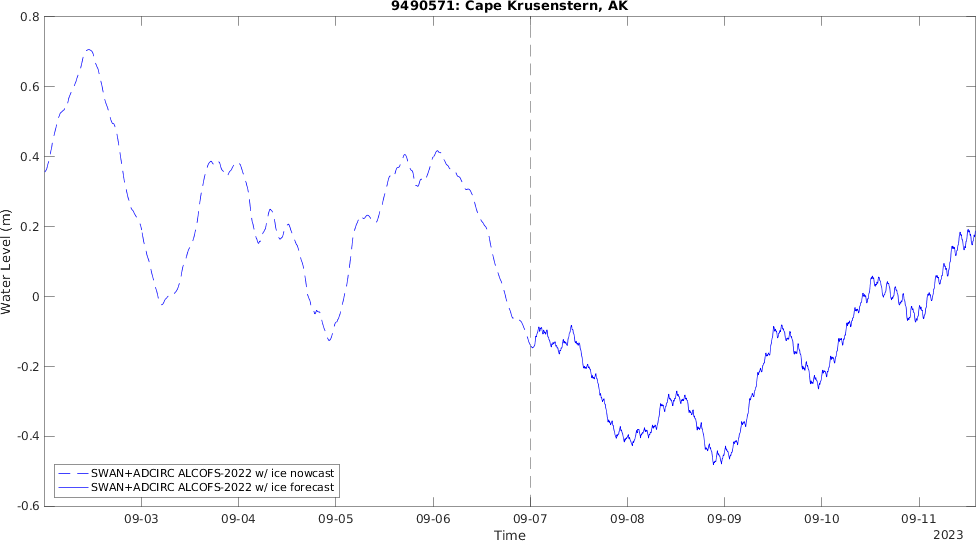 9490571: Cape Krusenstern, AK
Water Level (m)
0.8
0.6
0.4
0.2
0
-0.2
-0.4
-0.6
SWAN+ADCIRC ALCOFS-2022 w/ ice nowcast
SWAN+ADCIRC ALCOFS-2022 w/ ice forecast
09-03 09-04 09-05 09-06 09-07 09-08 09-09 09-10 09-11
Time
2023